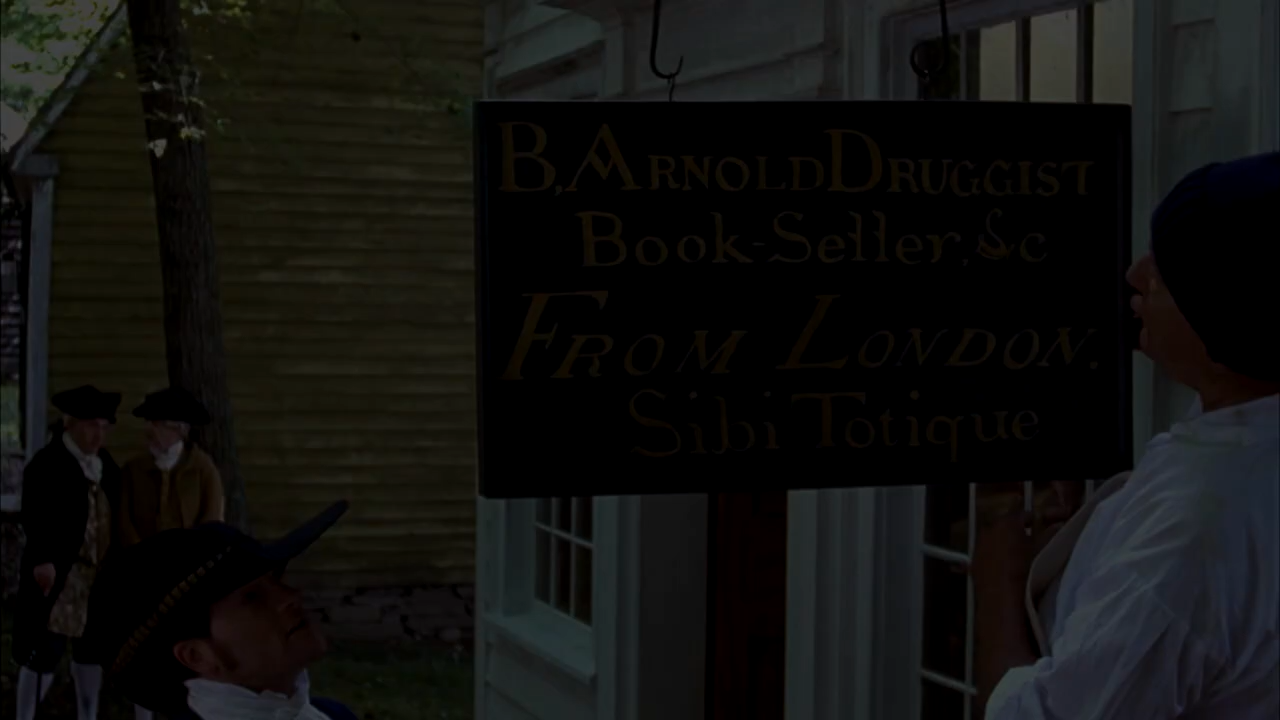 B. ARNOLD DRUGGIST
Book-Seller, &c
FROM LONDON.
Sibi Totique